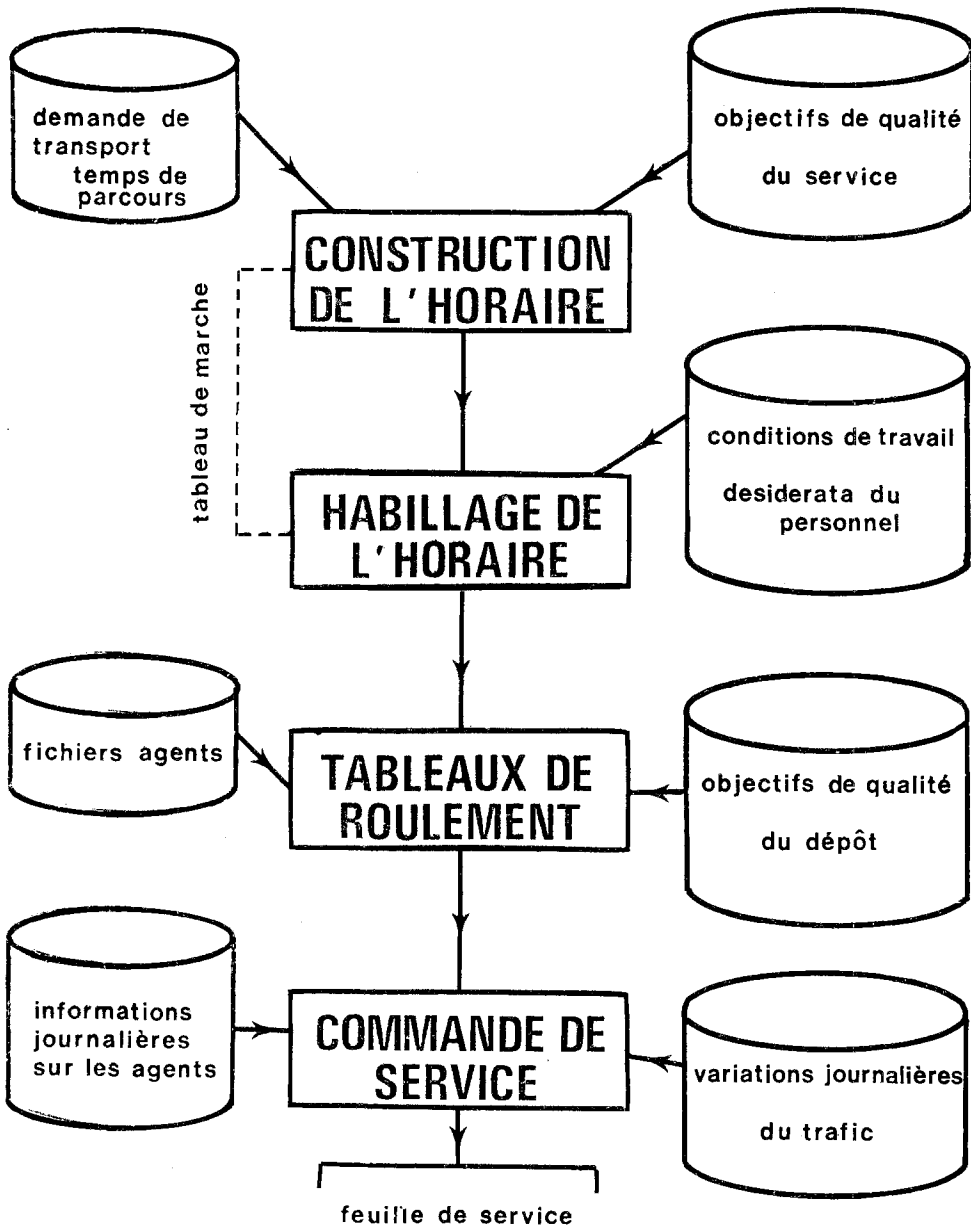 demande de
transport
temps de
parcours
objectifs de qualité
du service
CONSTRUCTION
DE L'HORAIRE
tableau de marche
conditions de travail
desiderata du
personnel
HABILLAGE DE
L'HORAIRE
fichiers agents
TABLEAUX DE
ROULEMENT
objectifs de qualité
du dépôt
informations
journalières
sur les agents
COMMANDE DE
SERVICE
variations journalières
du trafic
feuille de service